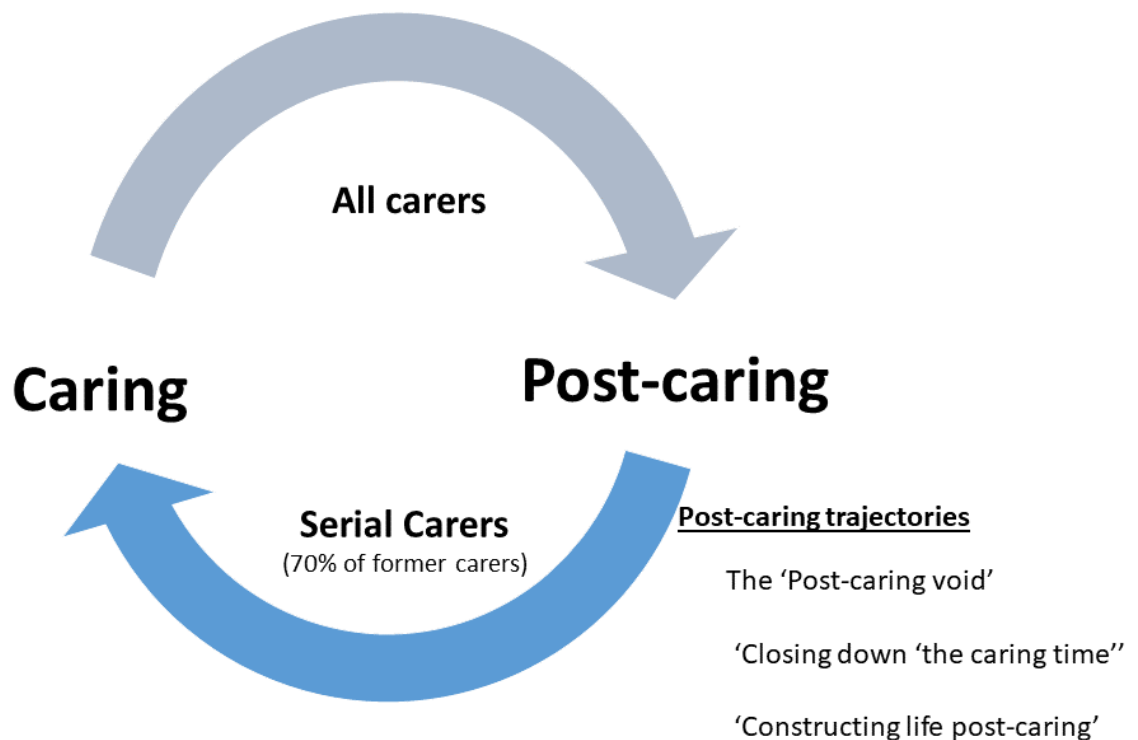 All carers
Caring
Post-caring
Serial Carers
(70% of former carers)
Post-caring trajectories
The ‘Post-caring void’
‘Closing down ‘the caring time’’
‘Constructing life post-caring’